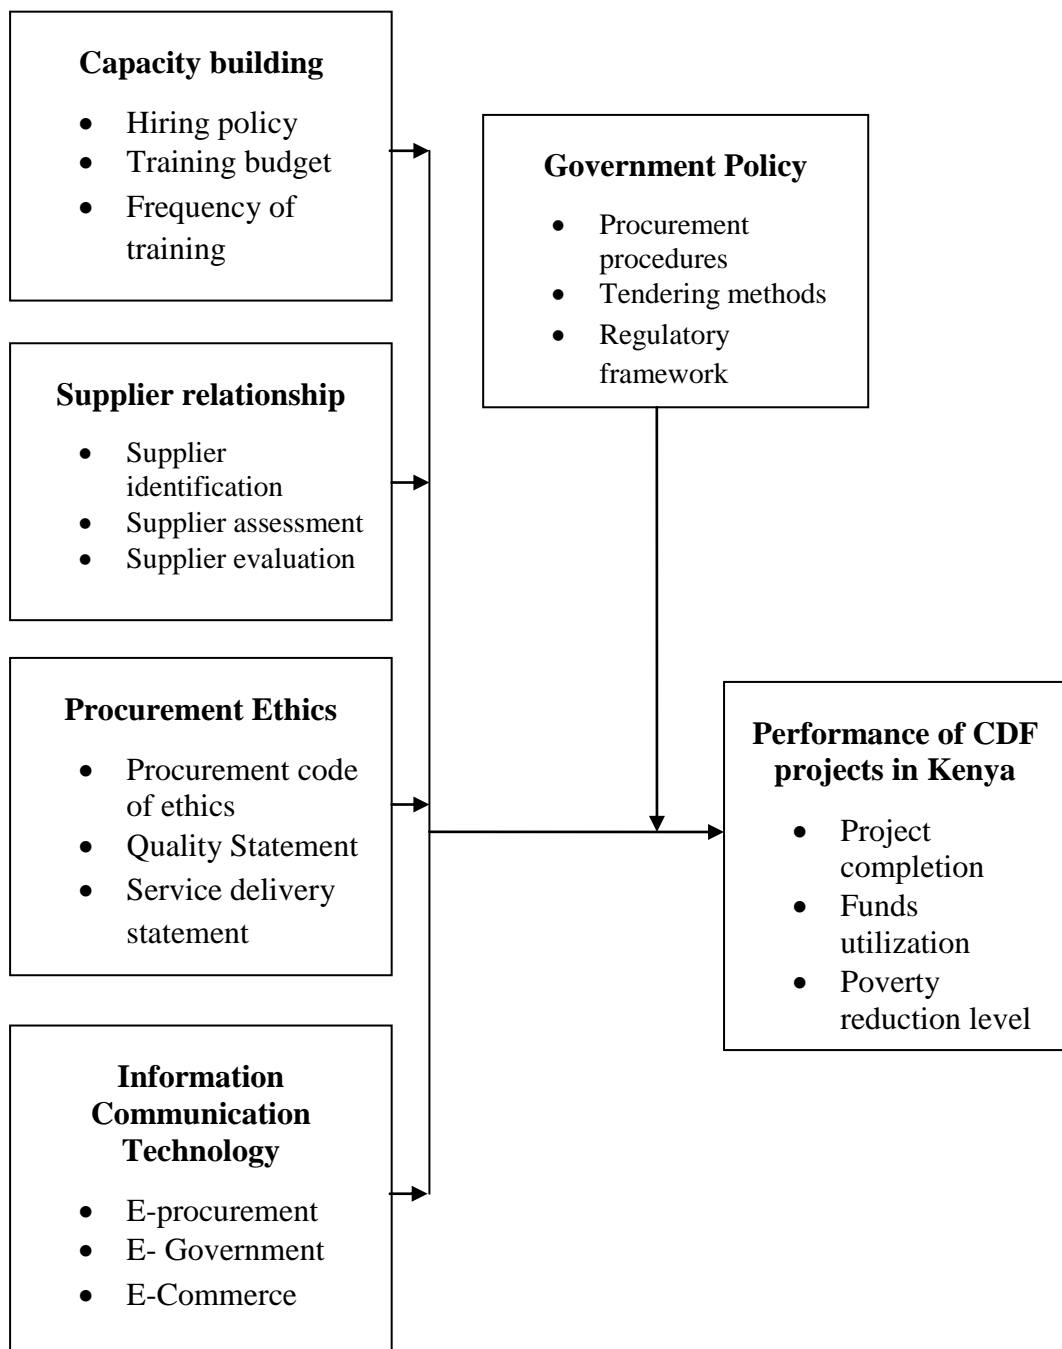 Capacity building
• Hiring policy
• Training budget
• Frequency of
training
Government Policy
• Procurement
procedures
• Tendering methods
• Regulatory
framework
Supplier relationship
• Supplier
identification
• Supplier assessment
• Supplier evaluation
Procurement Ethics
• Procurement code
of ethics
• Quality Statement
• Service delivery
statement
Performance of CDF
projects in Kenya
• Project
completion
• Funds
utilization
• Poverty
reduction level
Information
Communication
Technology
• E-procurement
• E- Government
• E-Commerce